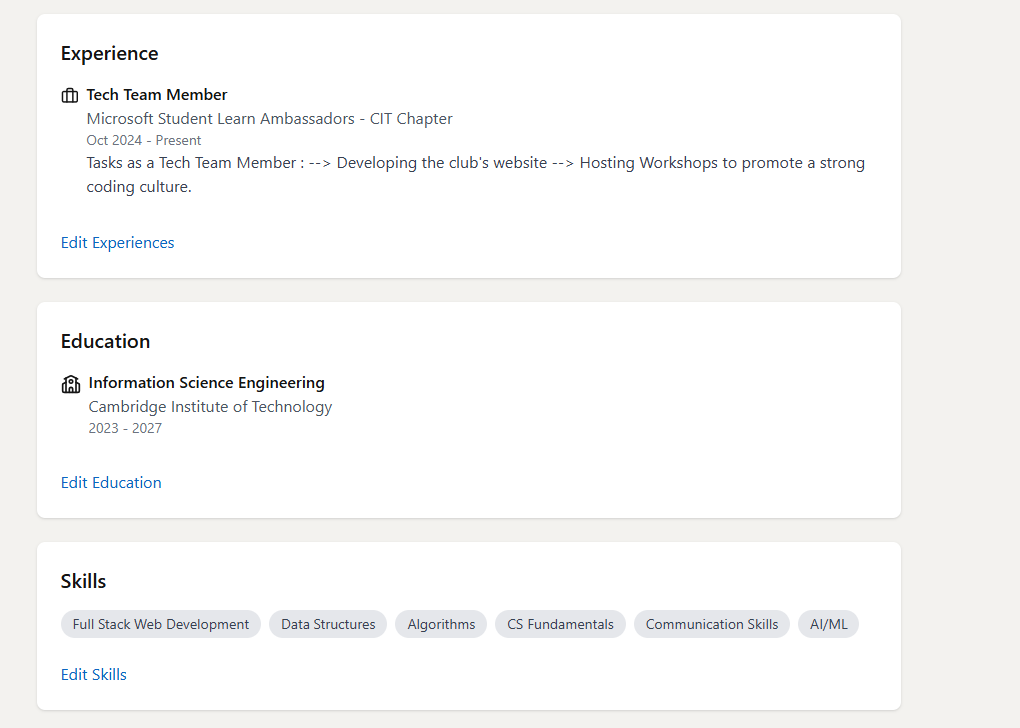 Experience
Tech Team Member
Microsoft Student Learn Ambassadors - CIT Chapter
Oct 2024 - Present
Tasks as a Tech Team Member : --> Developing the club's website --> Hosting Workshops to promote a strong
coding culture.
Edit Experiences
Education
Information Science Engineering
Cambridge Institute of Technology
2023 - 2027
Edit Education
Skills
Full Stack Web Development Data Structures Algorithms CS Fundamentals Communication Skills AI/ML
Edit Skills